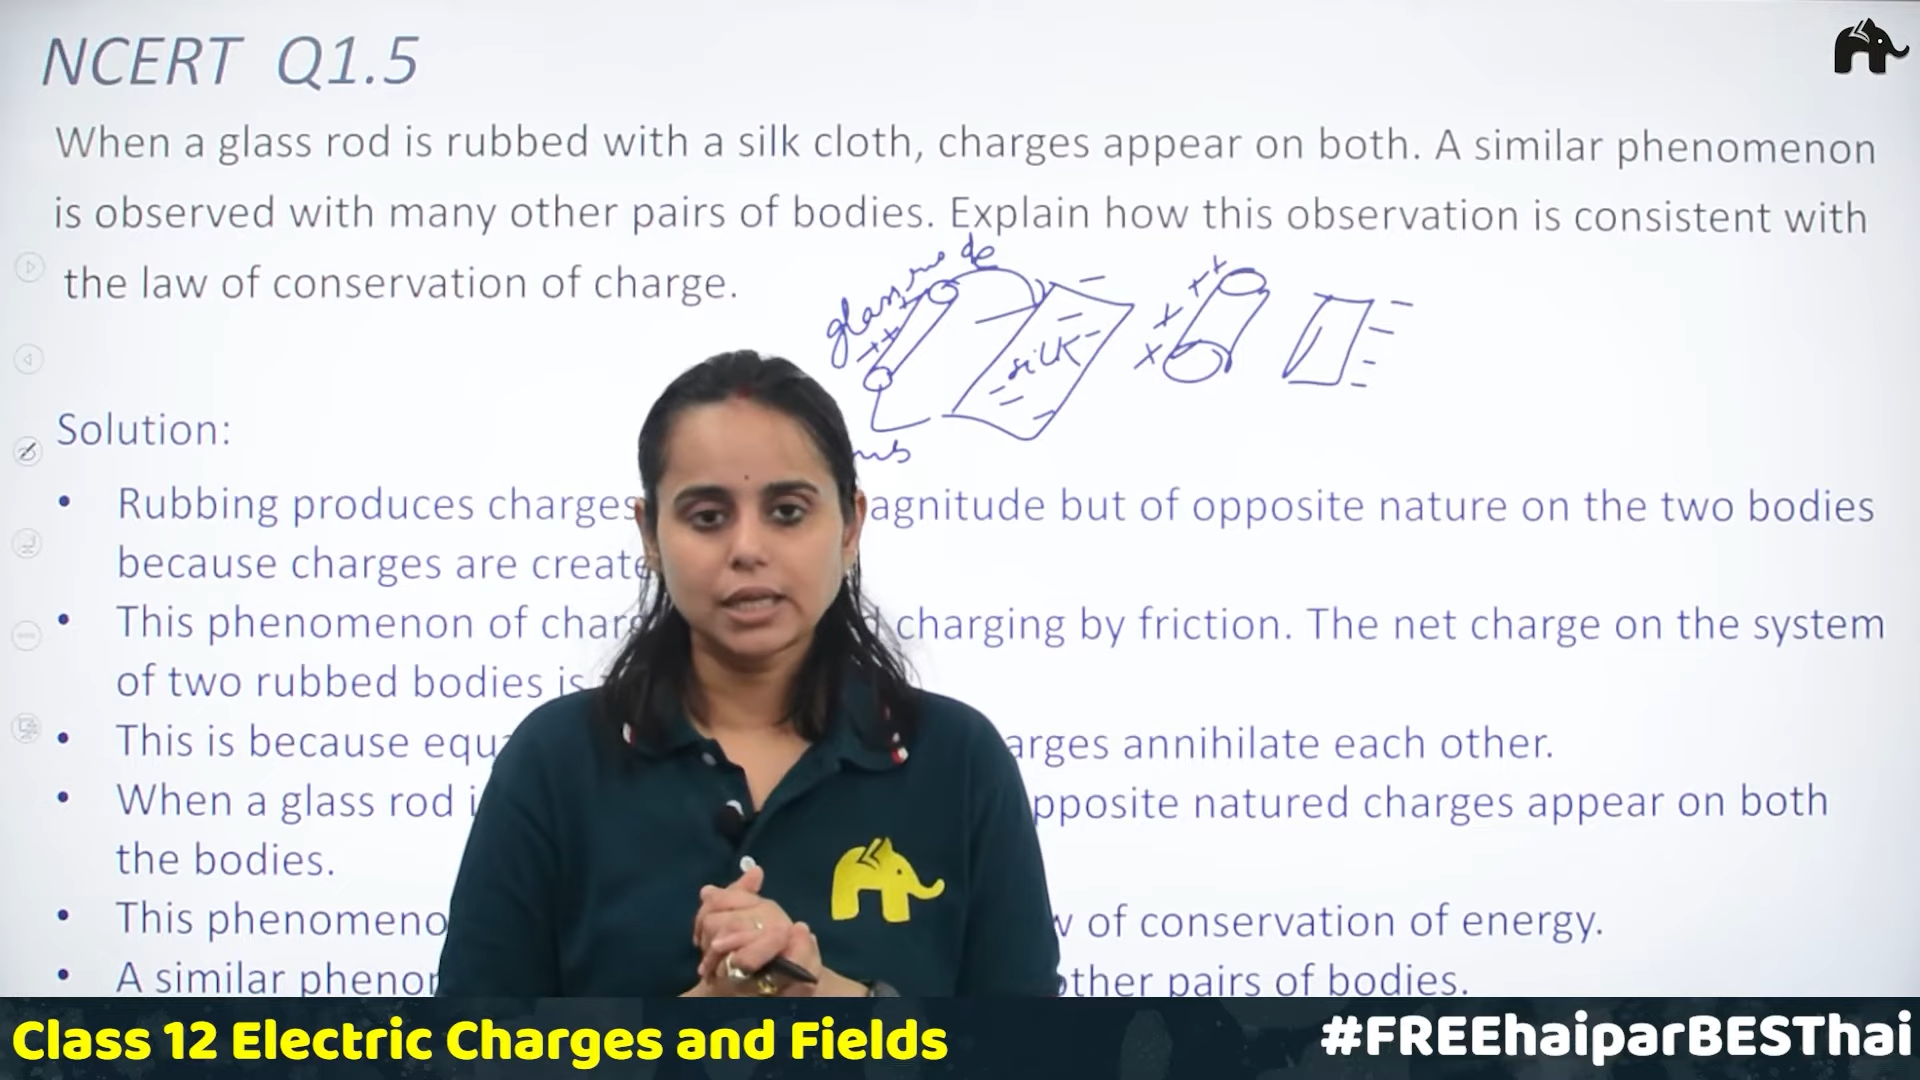 NCERT Q1.5
When a glass rod is rubbed with a silk cloth, charges appear on both. A similar phenomenon
is observed with many other pairs of bodies. Explain how this observation is consistent with
the law of conservation of charge.
glass
SiLK
Solution:
• Rubbing produces charges agnitude but of opposite nature on the two bodies
because charges are create
• This phenomenon of char charging by friction. The net charge on the system
of two rubbed bodies is
• This is because equa arges annihilate each other.
• When a glass rod i pposite natured charges appear on both
the bodies.
• This phenomeno w of conservation of energy.
• A similar phenom other pairs of bodies.
Class 12 Electric Charges and Fields
#FREEhaiparBESThai